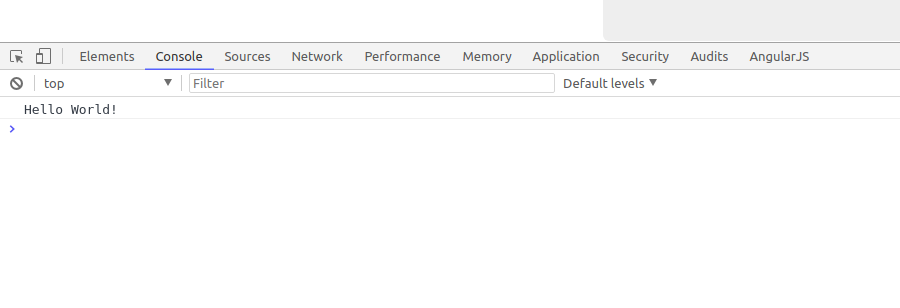 Elements Console Sources Network Performance Memory Application Security Audits AngularJS
top Filter Default levels
Hello World!